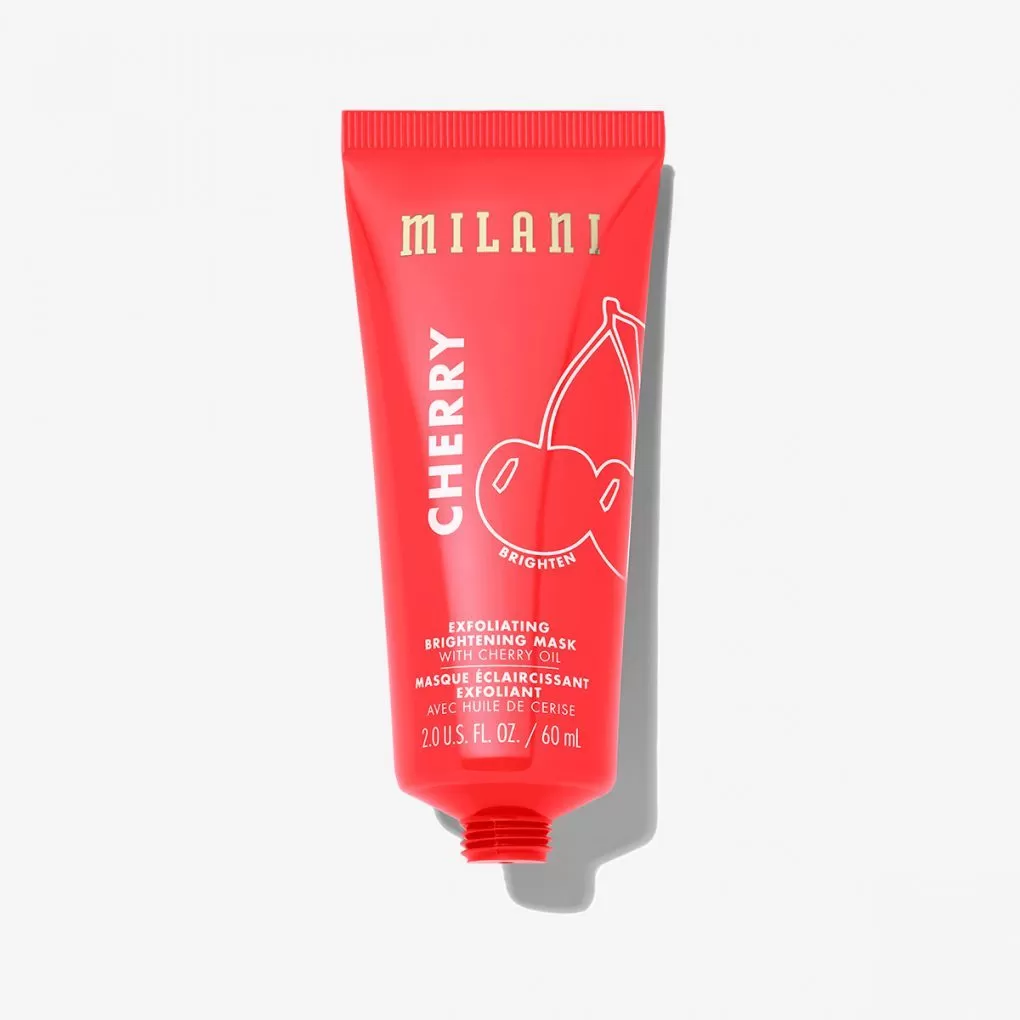 MILANI
CHERRY
BRIGHTEN
EXFOLIATING
BRIGHTENING MASK
WITH CHERRY OIL
MASQUE ÉCLAIRCISSANT
EXFOLIANT
AVEC HUILE DE CERISE
2.0 U.S. FL. OZ. / 60 mL